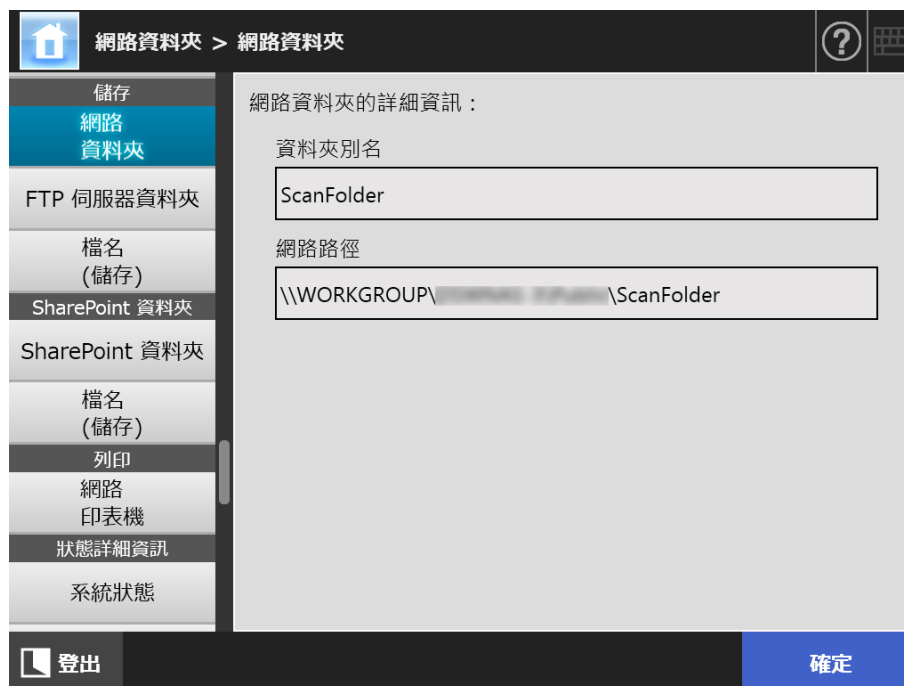 網路資料夾 > 網路資料夾
?
儲存
網路
資料夾
FTP 伺服器資料夾
檔名
(儲存)
SharePoint 資料夾
SharePoint 資料夾
檔名
(儲存)
列印
網路
印表機
狀態詳細資訊
系統狀態
網路資料夾的詳細資訊：
資料夾別名
ScanFolder
網路路徑
\\WORKGROUP\ \ScanFolder
登出
確定